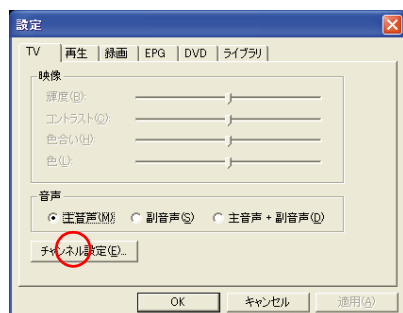 設定
TV 再生 録画 EPG DVD ライブラリ
映像
輝度(B):
コントラスト(C):
色合い(H):
色(L):
音声
主音声(M) 副音声(S) 主音声 + 副音声(D)
チャンネル設定(E)...
OK キャンセル 適用(A)